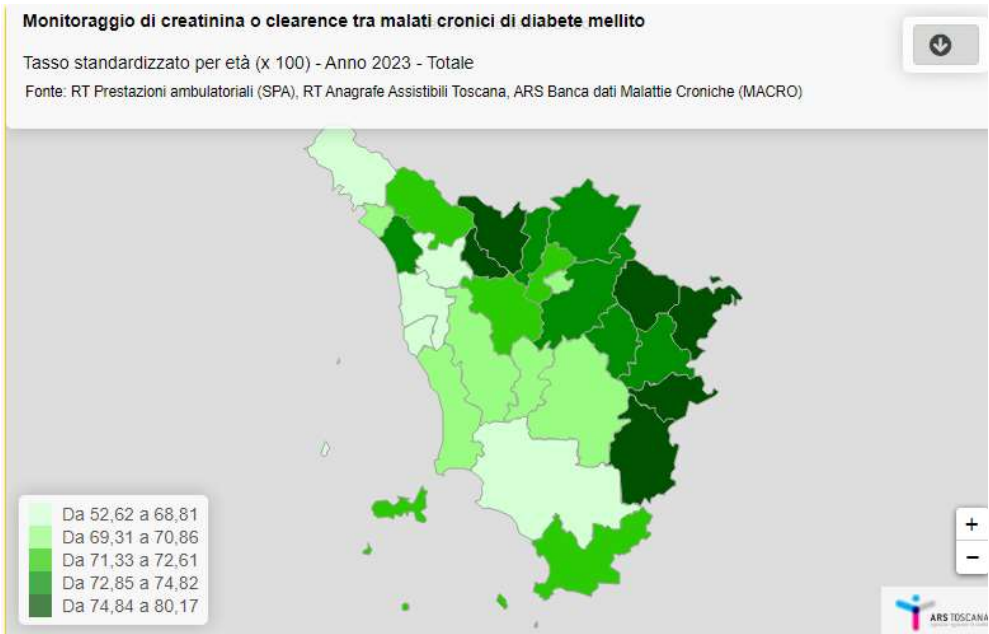 Monitoraggio di creatinina o clearence tra malati cronici di diabete mellito
Tasso standardizzato per età (x 100) - Anno 2023 - Totale
Fonte: RT Prestazioni ambulatoriali (SPA), RT Anagrafe Assistibili Toscana, ARS Banca dati Malattie Croniche (MACRO)
Da 52,62 a 68,81
Da 69,31 a 70,86
Da 71,33 a 72,61
Da 72,85 a 74,82
Da 74,84 a 80,17
+
−
ARS TOSCANA